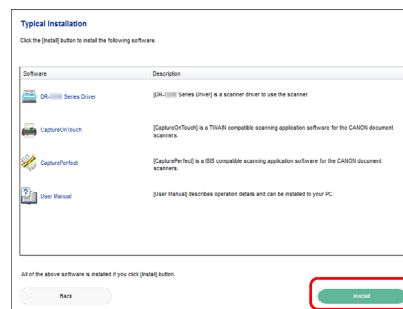 Typical Installation
Click the [Install] button to install the following software.
Software Description
DR- Series Driver
[DR- Series Driver] is a scanner driver to use the scanner.
CaptureOnTouch
[CaptureOnTouch] is a TWAIN compatible scanning application software for the CANON document
scanners.
CapturePerfect
[CapturePerfect] is a ISIS compatible scanning application software for the CANON document
scanners.
User Manual
[User Manual] describes operation details and can be installed to your PC.
All of the above software is installed if you click [Install] button.
Back Install